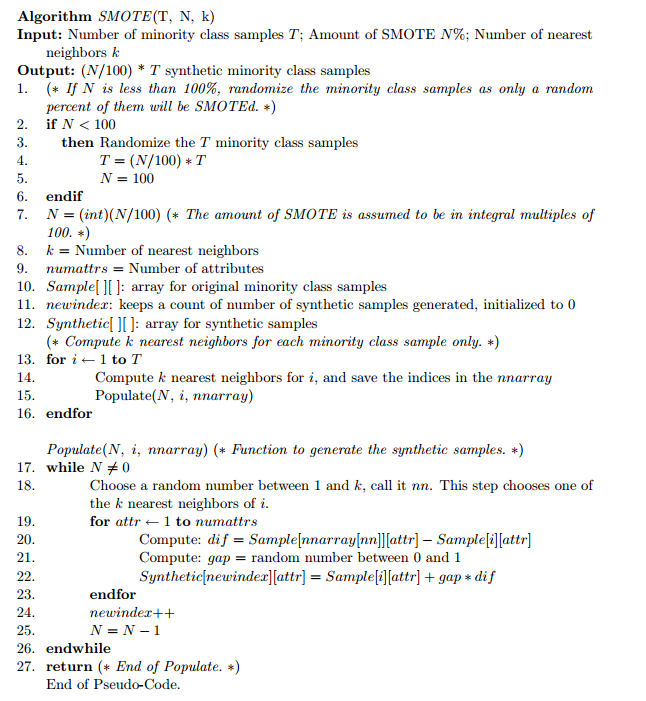 Algorithm SMOTE(T, N, k)
Input: Number of minority class samples T; Amount of SMOTE N%; Number of nearest
neighbors k
Output: (N/100) * T synthetic minority class samples
1. (* If N is less than 100%, randomize the minority class samples as only a random
percent of them will be SMOTEd. *)
2. if N < 100
3. then Randomize the T minority class samples
4. T = (N/100) * T
5. N = 100
6. endif
7. N = (int)(N/100) (* The amount of SMOTE is assumed to be in integral multiples of
100. *)
8. k = Number of nearest neighbors
9. numattrs = Number of attributes
10. Sample[ ][ ]: array for original minority class samples
11. newindex: keeps a count of number of synthetic samples generated, initialized to 0
12. Synthetic[ ][ ]: array for synthetic samples
(* Compute k nearest neighbors for each minority class sample only. *)
13. for i ← 1 to T
14. Compute k nearest neighbors for i, and save the indices in the nnarray
15. Populate(N, i, nnarray)
16. endfor
Populate(N, i, nnarray) (* Function to generate the synthetic samples. *)
17. while N ≠ 0
18. Choose a random number between 1 and k, call it nn. This step chooses one of
the k nearest neighbors of i.
19. for attr ← 1 to numattrs
20. Compute: dif = Sample[nnarray[nn]][attr] − Sample[i][attr]
21. Compute: gap = random number between 0 and 1
22. Synthetic[newindex][attr] = Sample[i][attr] + gap * dif
23. endfor
24. newindex++
25. N = N − 1
26. endwhile
27. return (* End of Populate. *)
End of Pseudo-Code.